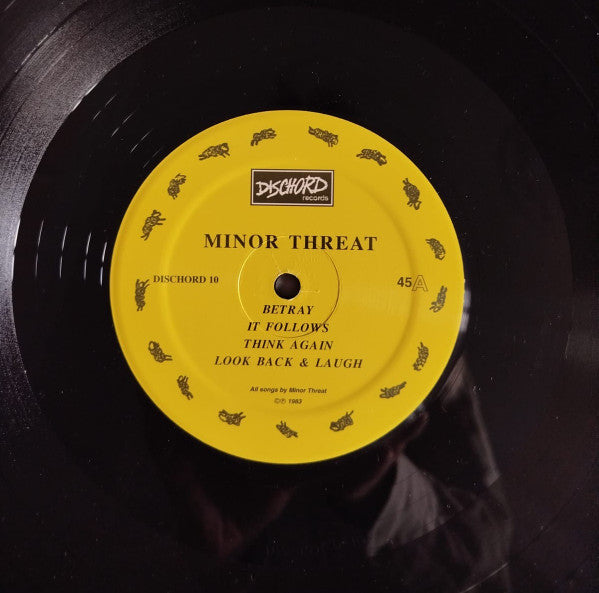 DISCHORD
records
MINOR THREAT
DISCHORD 10
45A
BETRAY
IT FOLLOWS
THINK AGAIN
LOOK BACK & LAUGH
All songs by Minor Threat
©℗ 1983